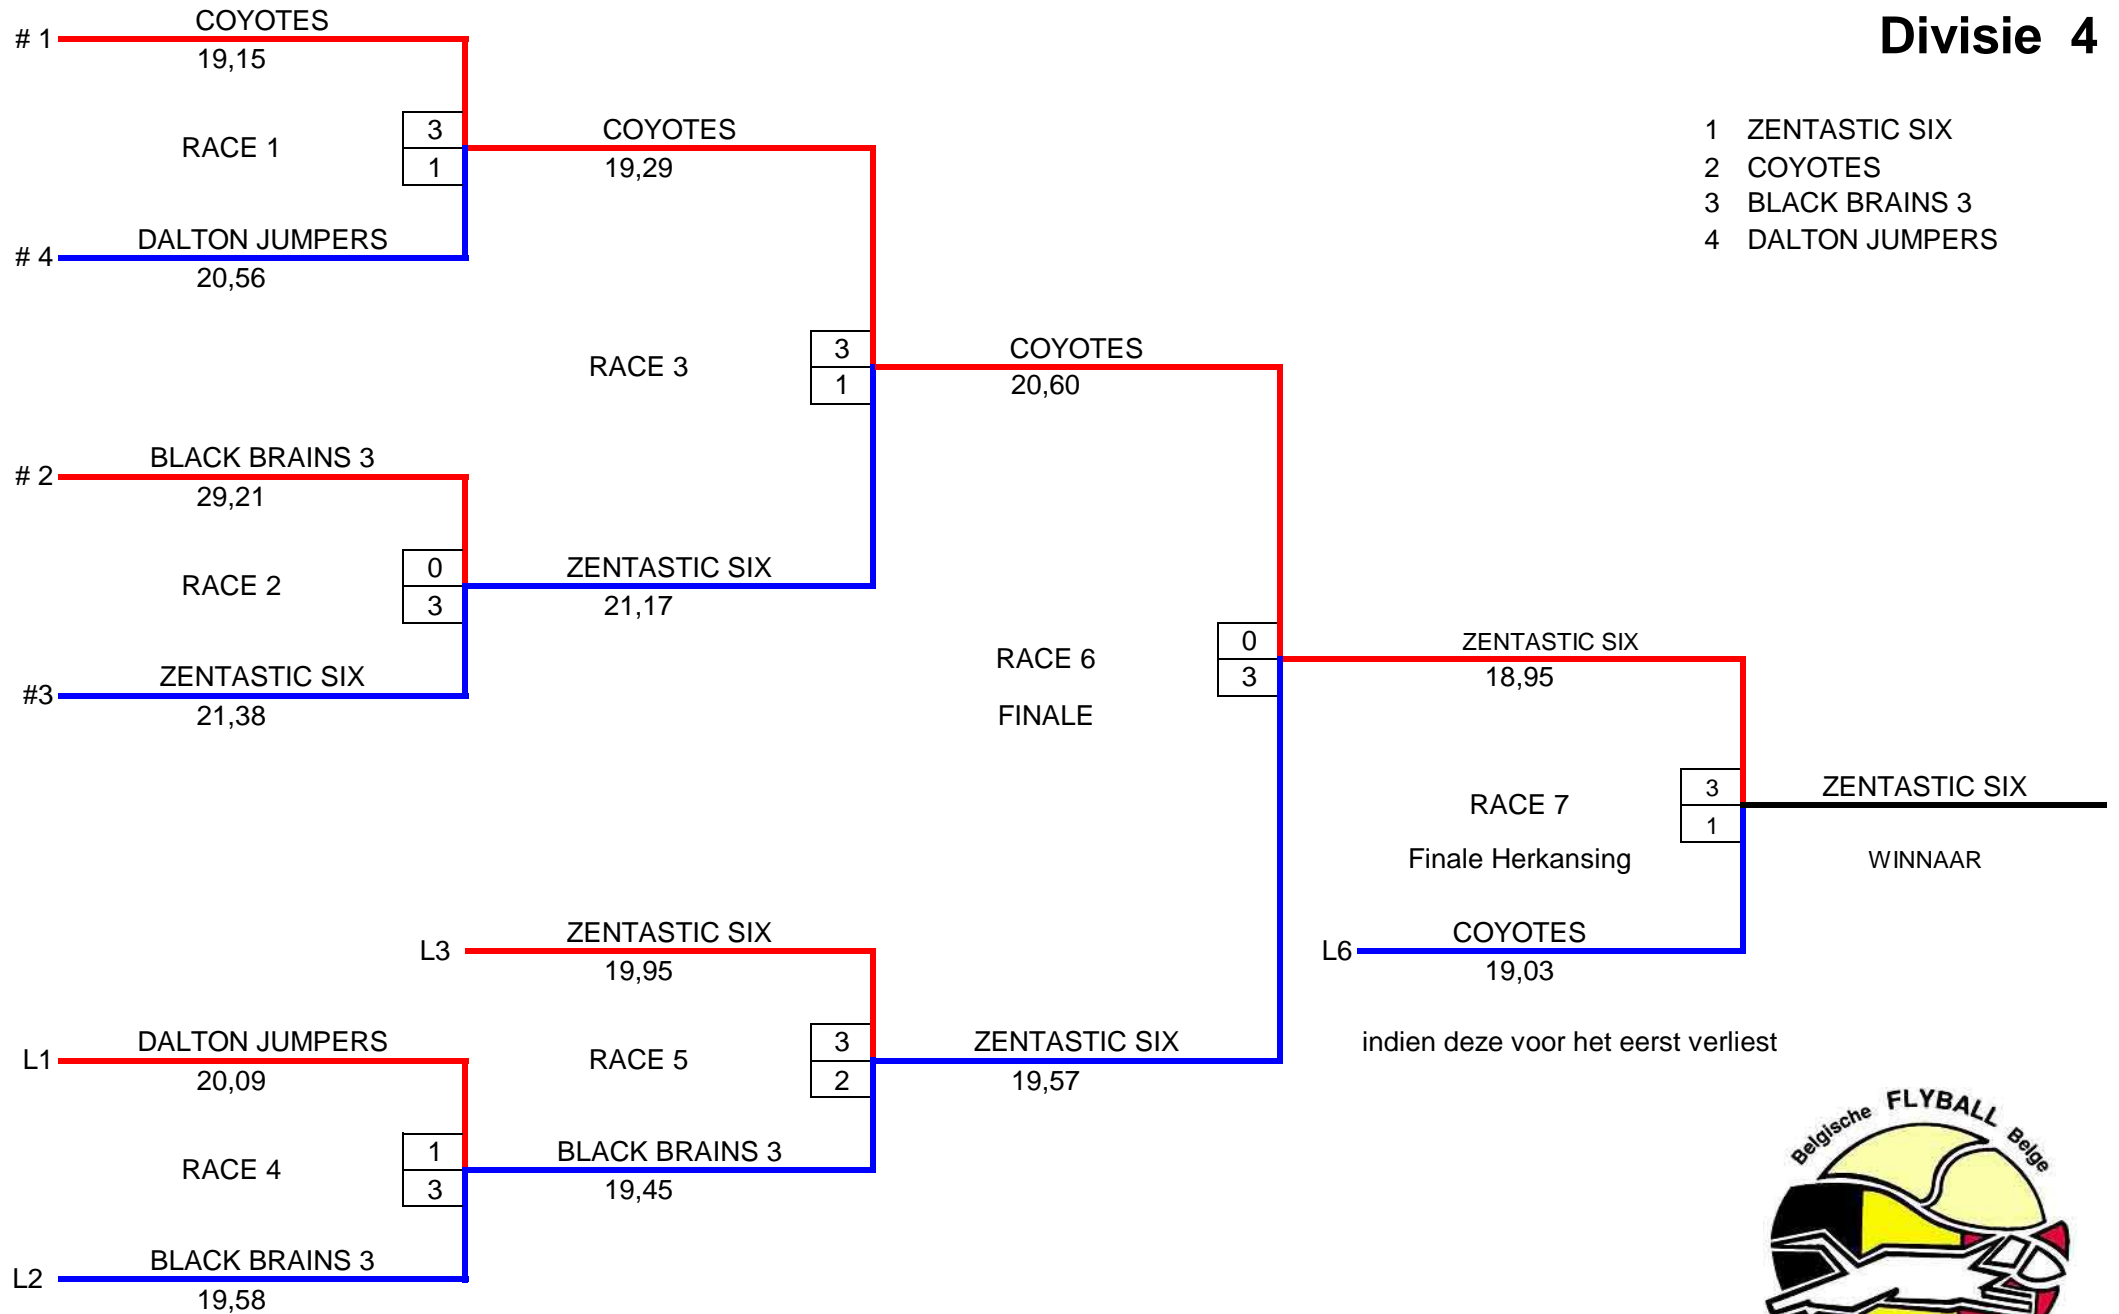 Divisie 4
1 ZENTASTIC SIX
2 COYOTES
3 BLACK BRAINS 3
4 DALTON JUMPERS
# 1
COYOTES
19,15
RACE 1
3
1
DALTON JUMPERS
# 4
20,56
COYOTES
19,29
RACE 3
3
1
BLACK BRAINS 3
# 2
29,21
RACE 2
0
3
ZENTASTIC SIX
#3
21,38
ZENTASTIC SIX
21,17
COYOTES
20,60
RACE 6
FINALE
0
3
ZENTASTIC SIX
18,95
RACE 7
Finale Herkansing
3
1
ZENTASTIC SIX
WINNAAR
COYOTES
L6
19,03
indien deze voor het eerst verliest
ZENTASTIC SIX
L3
19,95
RACE 5
3
2
ZENTASTIC SIX
19,57
DALTON JUMPERS
L1
20,09
RACE 4
1
3
BLACK BRAINS 3
19,45
BLACK BRAINS 3
L2
19,58
Belgische FLYBALL Belge